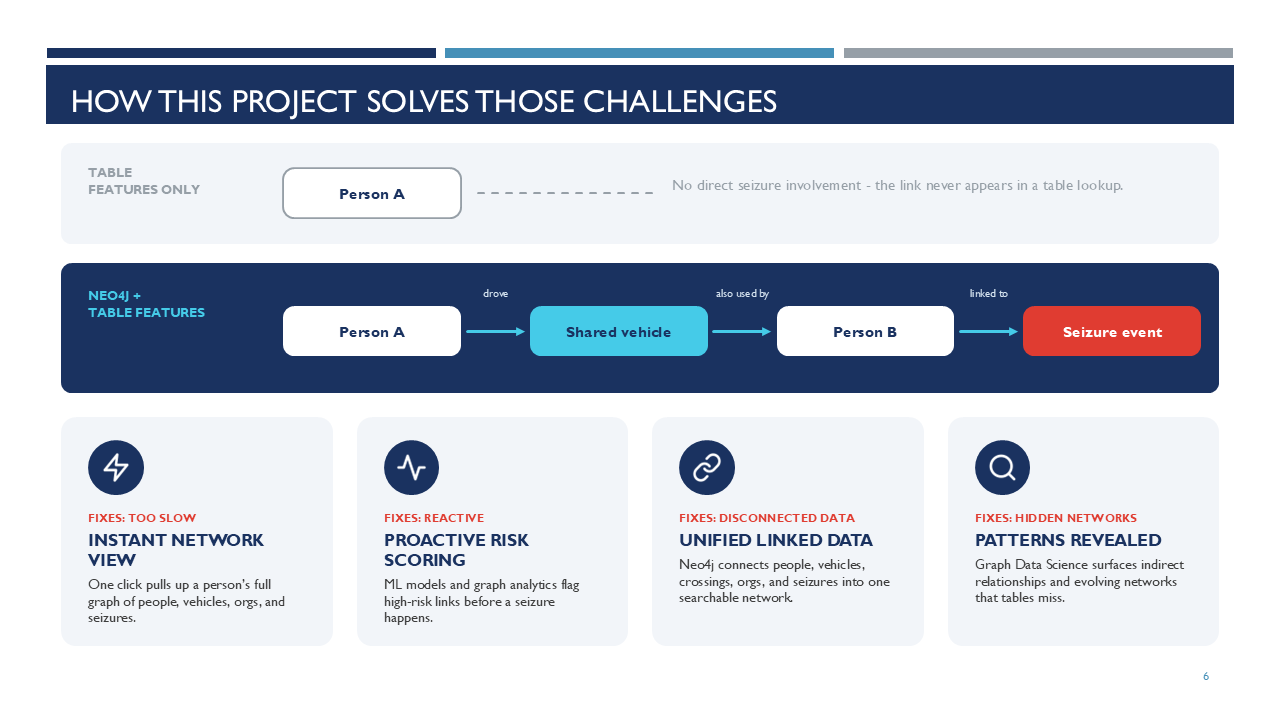 HOW THIS PROJECT SOLVES THOSE CHALLENGES
TABLE
FEATURES ONLY
Person A
No direct seizure involvement - the link never appears in a table lookup.
NEO4J +
TABLE FEATURES
drove
also used by
linked to
Person A
Shared vehicle
Person B
Seizure event
FIXES: TOO SLOW
INSTANT NETWORK
VIEW
One click pulls up a person's full
graph of people, vehicles, orgs, and
seizures.
FIXES: REACTIVE
PROACTIVE RISK
SCORING
ML models and graph analytics flag
high-risk links before a seizure
happens.
FIXES: DISCONNECTED DATA
UNIFIED LINKED DATA
Neo4j connects people, vehicles,
crossings, orgs, and seizures into one
searchable network.
FIXES: HIDDEN NETWORKS
PATTERNS REVEALED
Graph Data Science surfaces indirect
relationships and evolving networks
that tables miss.
6